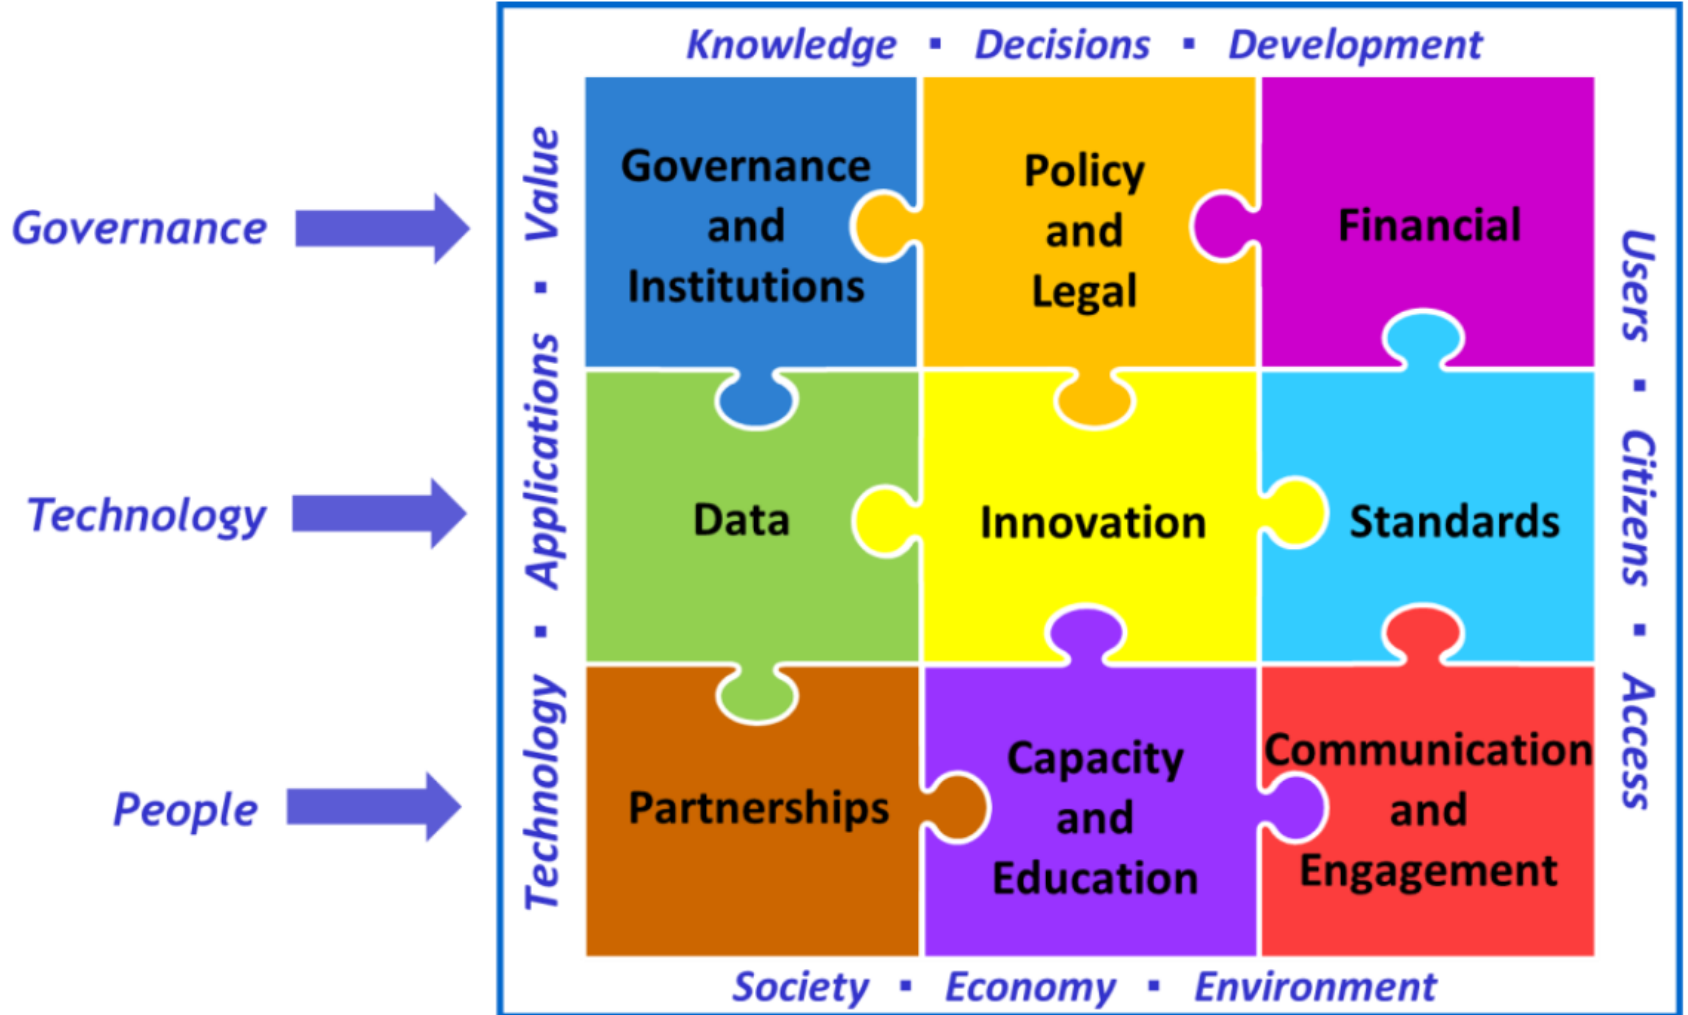 Knowledge ▪ Decisions ▪ Development
Governance
Technology
People
Technology ▪ Applications ▪ Value
Governance
and
Institutions
Policy
and
Legal
Financial
Data
Innovation
Standards
Partnerships
Capacity
and
Education
Communication
and
Engagement
Users ▪ Citizens ▪ Access
Society ▪ Economy ▪ Environment